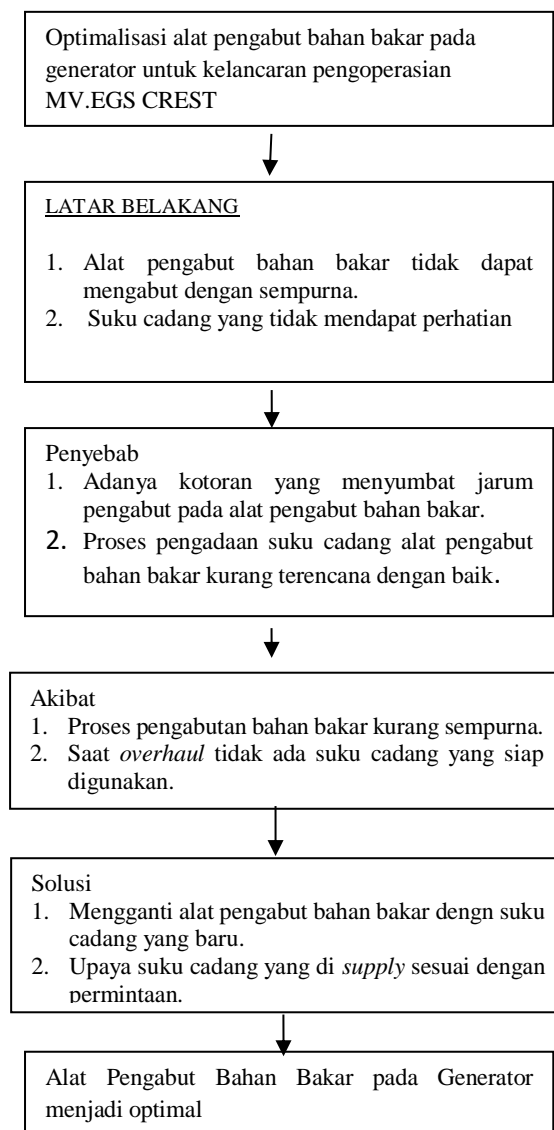 Optimalisasi alat pengabut bahan bakar pada
generator untuk kelancaran pengoperasian
MV.EGS CREST
LATAR BELAKANG
1. Alat pengabut bahan bakar tidak dapat
mengabut dengan sempurna.
2. Suku cadang yang tidak mendapat perhatian
Penyebab
1. Adanya kotoran yang menyumbat jarum
pengabut pada alat pengabut bahan bakar.
2. Proses pengadaan suku cadang alat pengabut
bahan bakar kurang terencana dengan baik.
Akibat
1. Proses pengabutan bahan bakar kurang sempurna.
2. Saat overhaul tidak ada suku cadang yang siap
digunakan.
Solusi
1. Mengganti alat pengabut bahan bakar dengn suku
cadang yang baru.
2. Upaya suku cadang yang di supply sesuai dengan
permintaan.
Alat Pengabut Bahan Bakar pada Generator
menjadi optimal